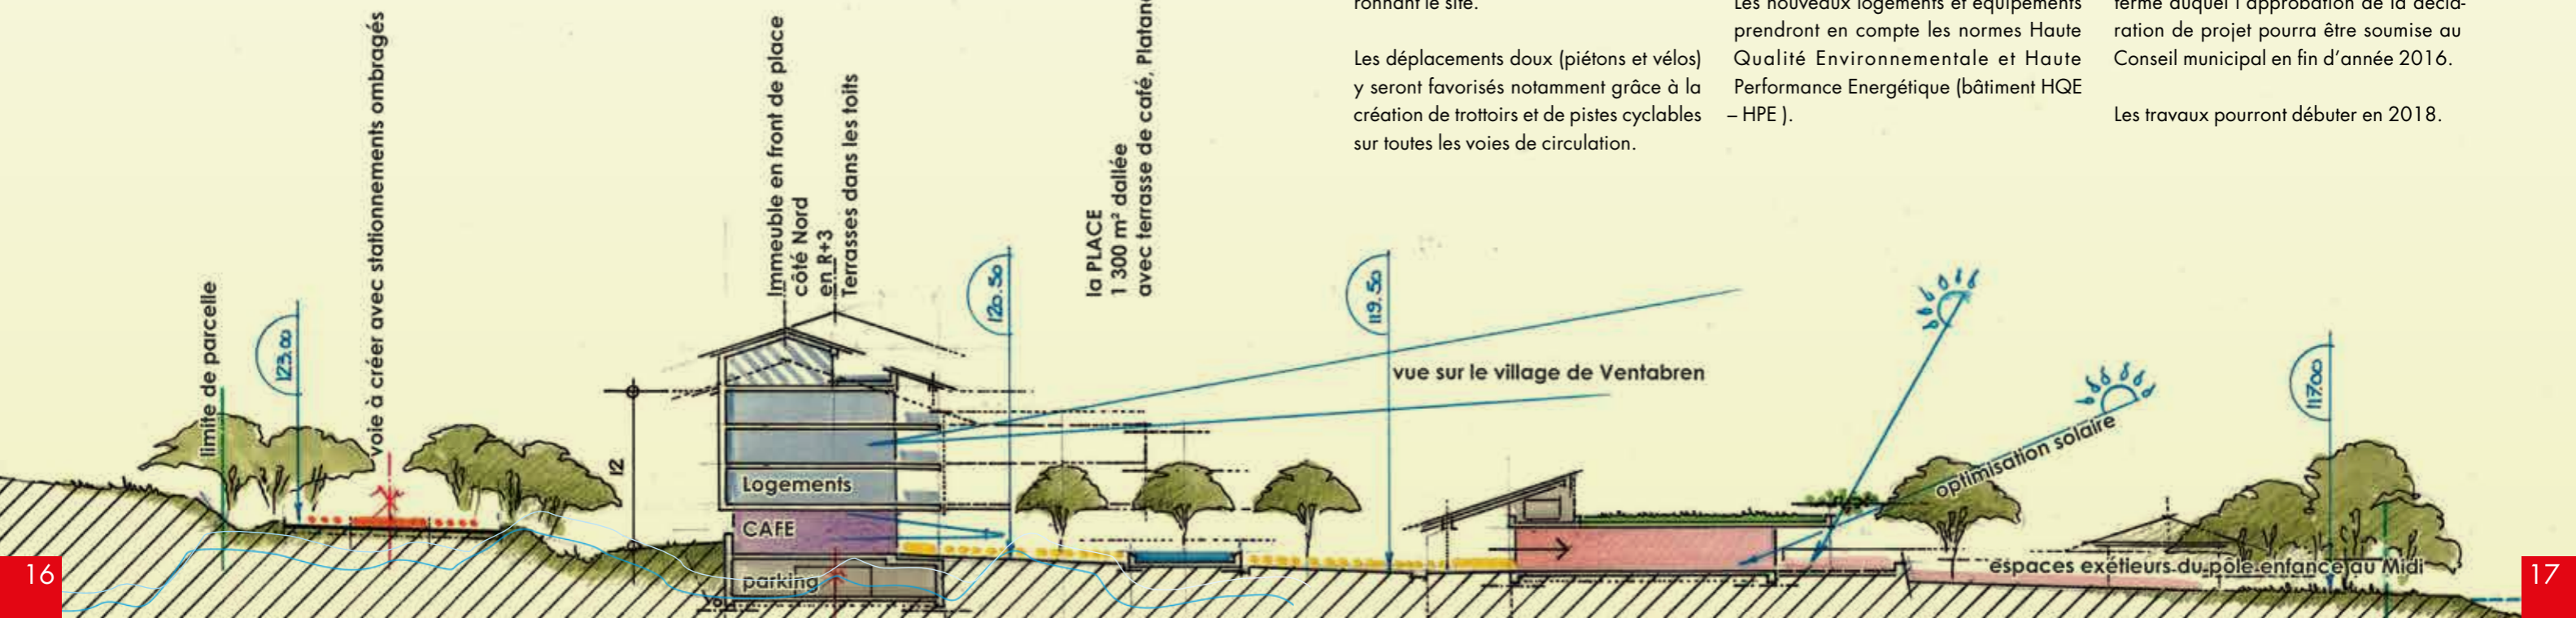 ronnant le site.
Les déplacements doux (piétons et vélos)
y seront favorisés notamment grâce à la
création de trottoirs et de pistes cyclables
sur toutes les voies de circulation.
Les nouveaux logements et équipements
prendront en compte les normes Haute
Qualité Environnementale et Haute
Performance Energétique (bâtiment HQE
– HPE ).
terme duquel l'approbation de la décla-
ration de projet pourra être soumise au
Conseil municipal en fin d'année 2016.
Les travaux pourront débuter en 2018.
limite de parcelle
123.00
voie à créer avec stationnements ombragés
12
Immeuble en front de place
côté Nord
en R+3
Terrasses dans les toits
120.50
la PLACE
1 300 m² dallée
avec terrasse de café, Platan
119.50
vue sur le village de Ventabren
optimisation solaire
117.00
Logements
CAFE
parking
espaces exétieurs du pôle enfance au Midi
16
17